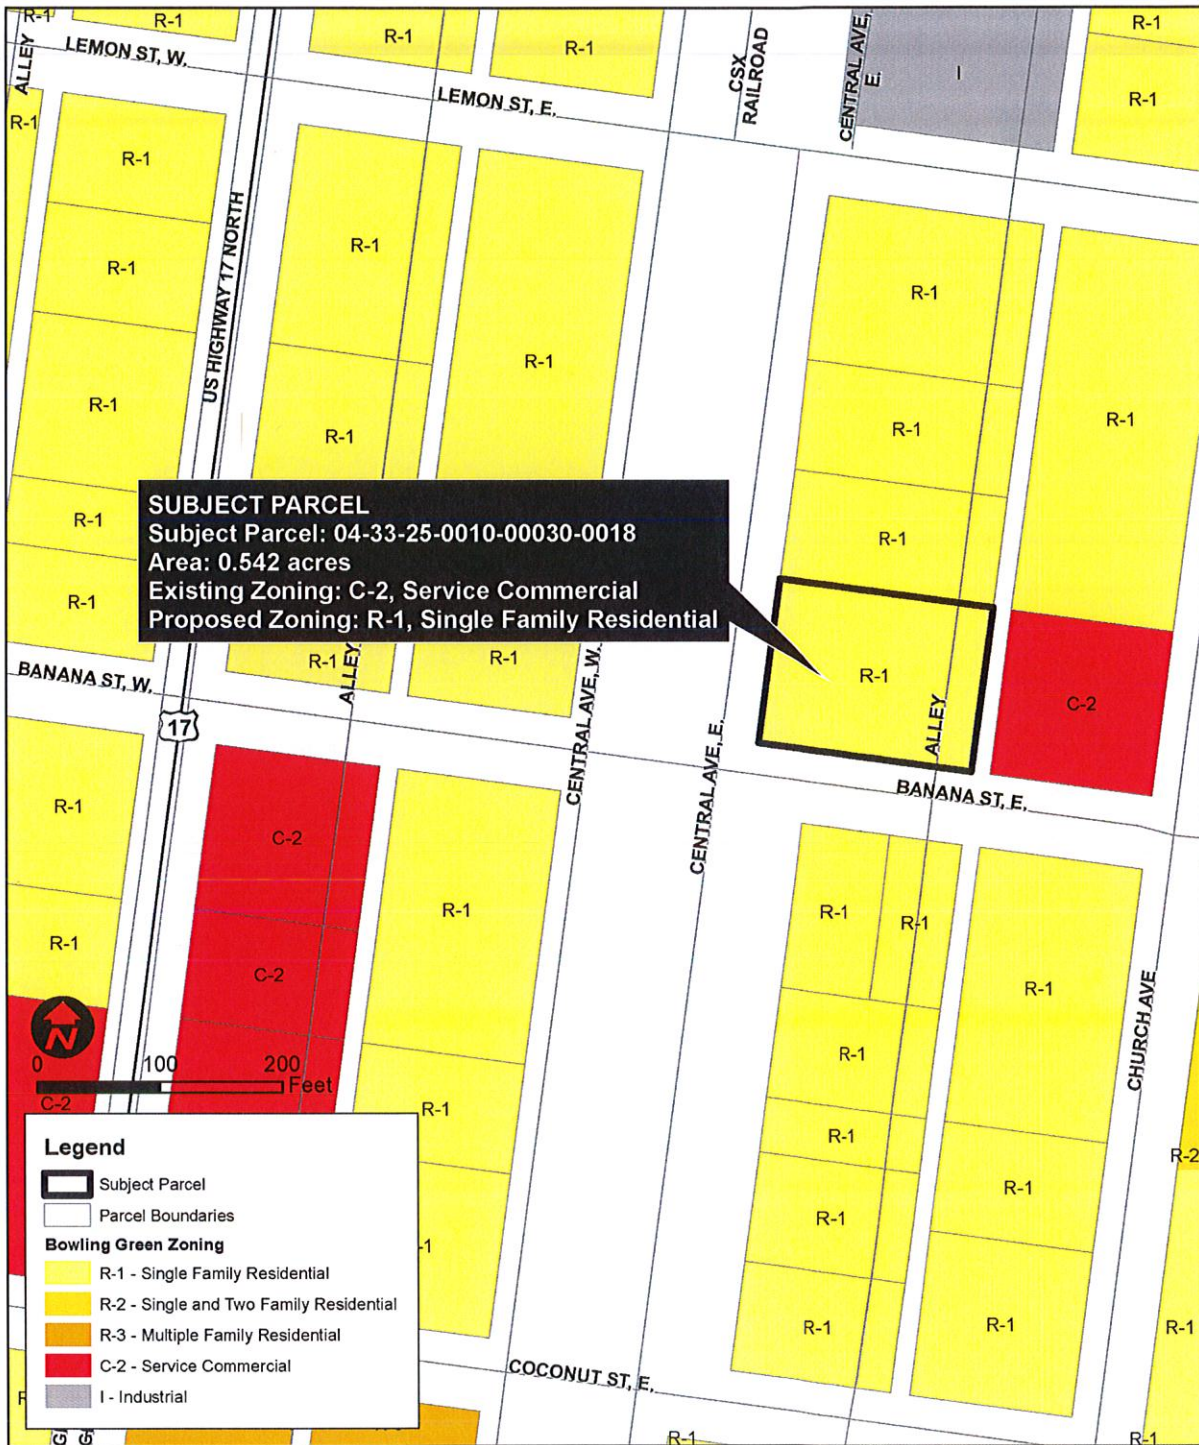 R-1
R-1
R-1
R-1
CSX
RAILROAD
CENTRAL AVE,
E.
I
R-1
R-1
ALLEY
LEMON ST, W.
LEMON ST, E.
R-1
R-1
R-1
R-1
R-1
R-1
US HIGHWAY 17 NORTH
R-1
R-1
R-1
R-1
R-1
R-1
R-1
R-1
R-1
R-1
SUBJECT PARCEL
Subject Parcel: 04-33-25-0010-00030-0018
Area: 0.542 acres
Existing Zoning: C-2, Service Commercial
Proposed Zoning: R-1, Single Family Residential
R-1
R-1
ALLEY
CENTRAL AVE, W.
R-1
ALLEY
C-2
BANANA ST, W.
17
CENTRAL AVE, E.
BANANA ST, E.
R-1
C-2
R-1
R-1
R-1
R-1
C-2
R-1
CHURCH AVE
N
0 100 200
Feet
C-2
R-1
R-1
R-1
R-2
R-1
R-1
-1
R-1
R-1
R-1
COCONUT ST, E.
R-1
R-1
Legend
Subject Parcel
Parcel Boundaries
Bowling Green Zoning
R-1 - Single Family Residential
R-2 - Single and Two Family Residential
R-3 - Multiple Family Residential
C-2 - Service Commercial
I - Industrial